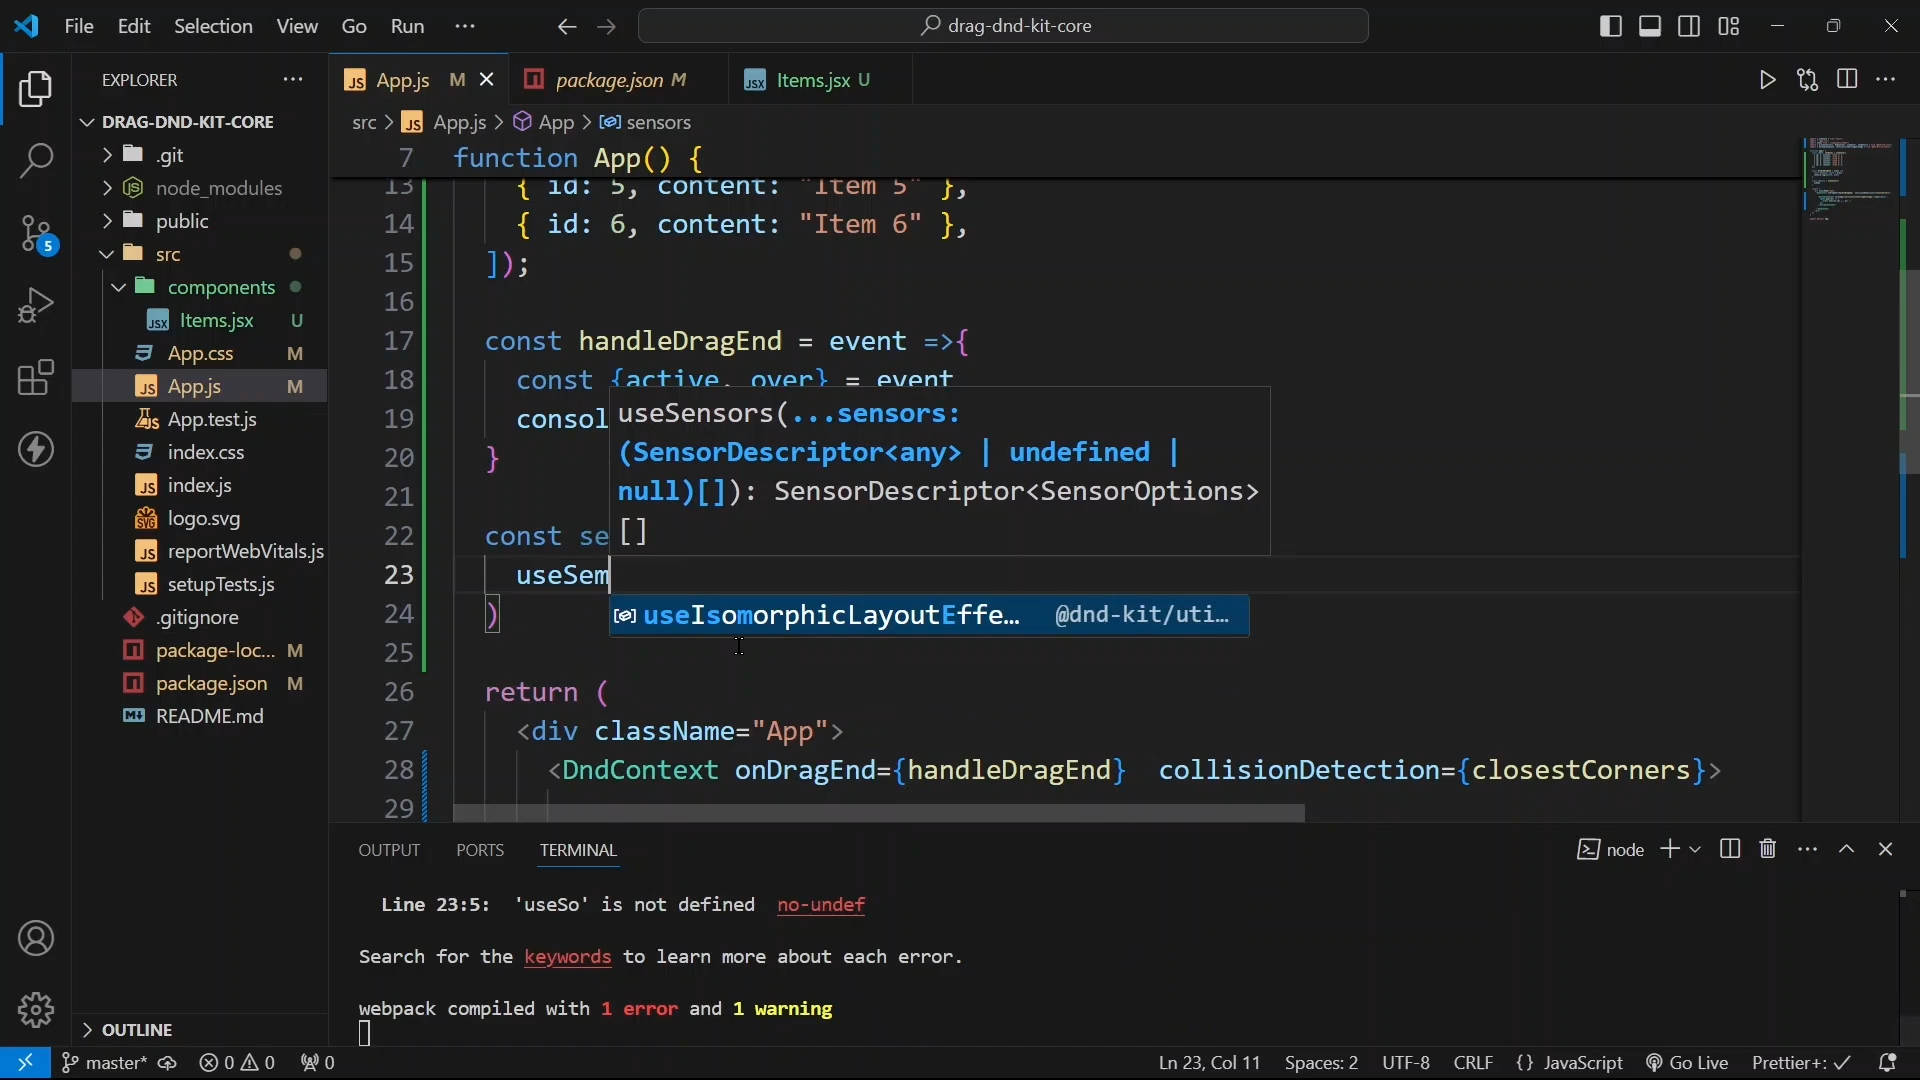 File Edit Selection View Go Run ...
drag-dnd-kit-core
EXPLORER
DRAG-DND-KIT-CORE
.git
node_modules
public
src
components
Items.jsx U
App.css M
App.js M
App.test.js
index.css
index.js
logo.svg
reportWebVitals.js
setupTests.js
.gitignore
package-loc... M
package.json M
README.md
OUTLINE
App.js M
package.json M
Items.jsx U
src > App.js > App > sensors
7 function App() {
13 { id: 5, content: "Item 5" },
14 { id: 6, content: "Item 6" },
15 ]);
16
17 const handleDragEnd = event =>{
18 const {active, over} = event
19 consol
20 }
21
22 const se
23 useSem
24 )
25
26 return (
27 <div className="App">
28 <DndContext onDragEnd={handleDragEnd} collisionDetection={closestCorners}>
29
useSensors(...sensors:
(SensorDescriptor<any> | undefined |
null)[]): SensorDescriptor<SensorOptions>
[]
useIsomorphicLayoutEffe... @dnd-kit/uti...
OUTPUT PORTS TERMINAL
node
Line 23:5: 'useSo' is not defined no-undef
Search for the keywords to learn more about each error.
webpack compiled with 1 error and 1 warning
5
master* 0 0 0
Ln 23, Col 11 Spaces: 2 UTF-8 CRLF {} JavaScript Go Live Prettier+: ✓